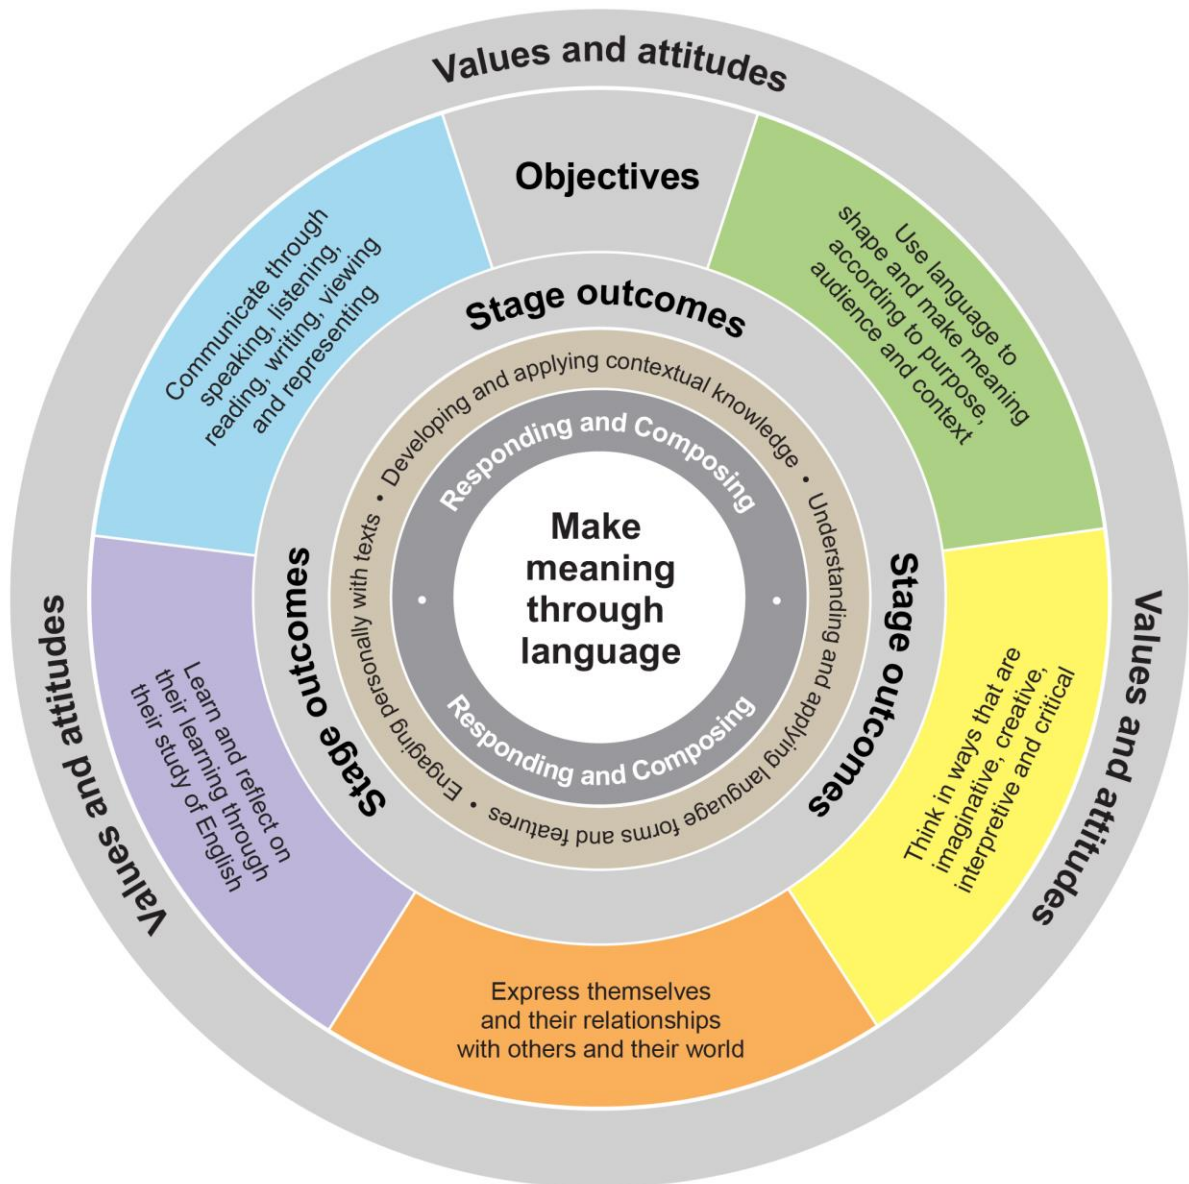 Values and attitudes
Objectives
Communicate through
speaking, listening,
reading, writing, viewing
and representing
Use language to
shape and make meaning
according to purpose,
audience and context
Stage outcomes
Developing and applying contextual knowledge • Understanding and applying language forms and features • Engaging personally with texts •
Responding and Composing
Make
meaning
through
language
• •
Responding and Composing
Stage outcomes
Stage outcomes
Values and attitudes
Values and attitudes
Learn and reflect on
their learning through
their study of English
Think in ways that are
imaginative, creative,
interpretive and critical
Express themselves
and their relationships
with others and their world